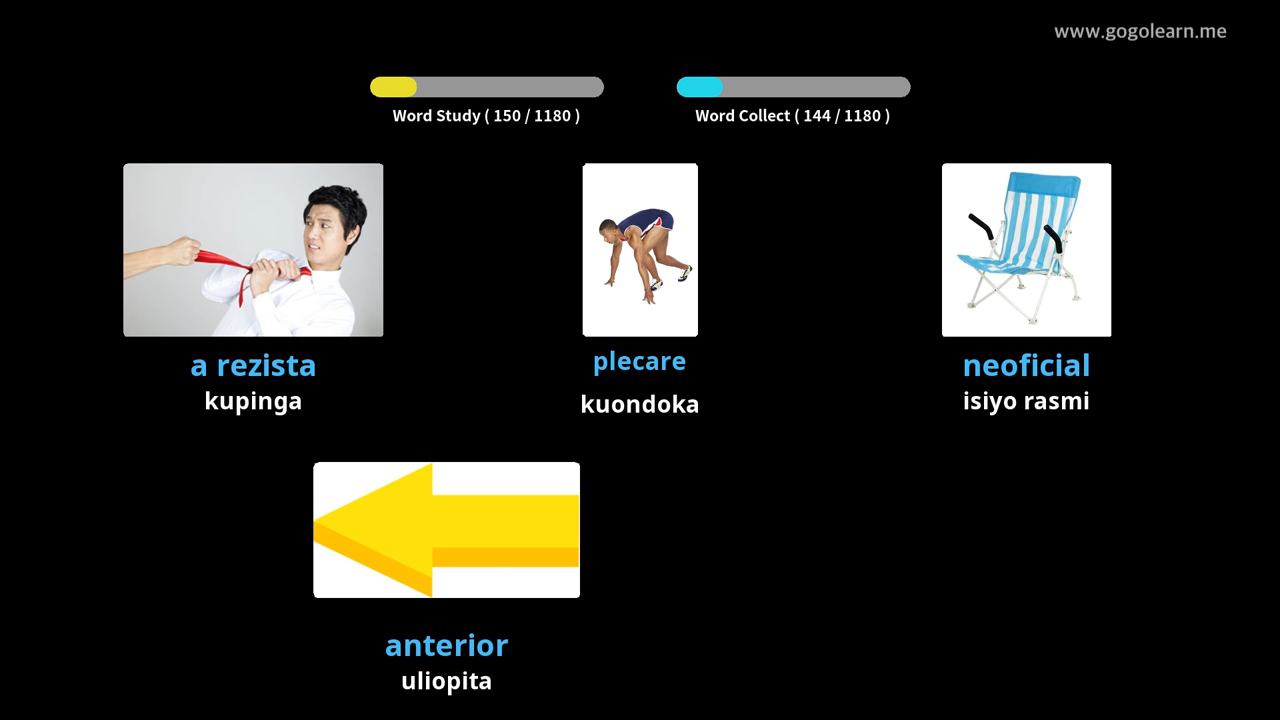 www.gogolearn.me
Word Study ( 150 / 1180 )
Word Collect ( 144 / 1180 )
a rezista
kupinga
plecare
kuondoka
neoficial
isiyo rasmi
anterior
uliopita